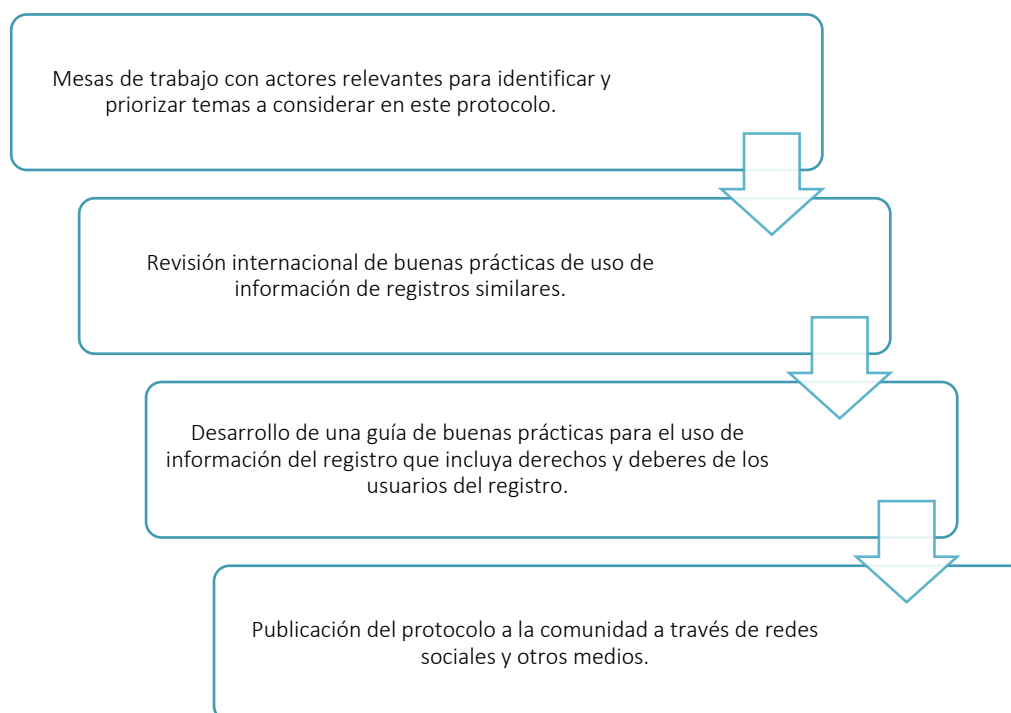 Mesas de trabajo con actores relevantes para identificar y
priorizar temas a considerar en este protocolo.
Revisión internacional de buenas prácticas de uso de
información de registros similares.
Desarrollo de una guía de buenas prácticas para el uso de
información del registro que incluya derechos y deberes de los
usuarios del registro.
Publicación del protocolo a la comunidad a través de redes
sociales y otros medios.